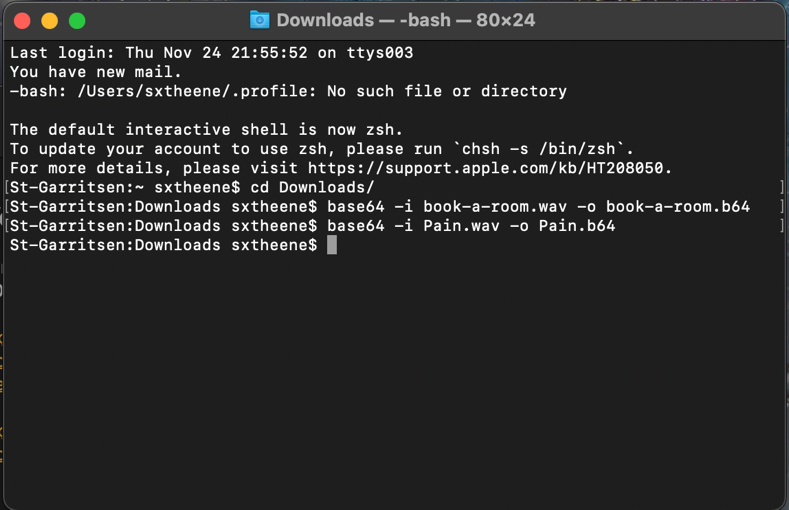 Downloads — -bash — 80×24
Last login: Thu Nov 24 21:55:52 on ttys003
You have new mail.
-bash: /Users/sxtheene/.profile: No such file or directory
The default interactive shell is now zsh.
To update your account to use zsh, please run `chsh -s /bin/zsh`.
For more details, please visit https://support.apple.com/kb/HT208050.
[St-Garritsen:~ sxtheene$ cd Downloads/ ]
[St-Garritsen:Downloads sxtheene$ base64 -i book-a-room.wav -o book-a-room.b64 ]
[St-Garritsen:Downloads sxtheene$ base64 -i Pain.wav -o Pain.b64 ]
St-Garritsen:Downloads sxtheene$